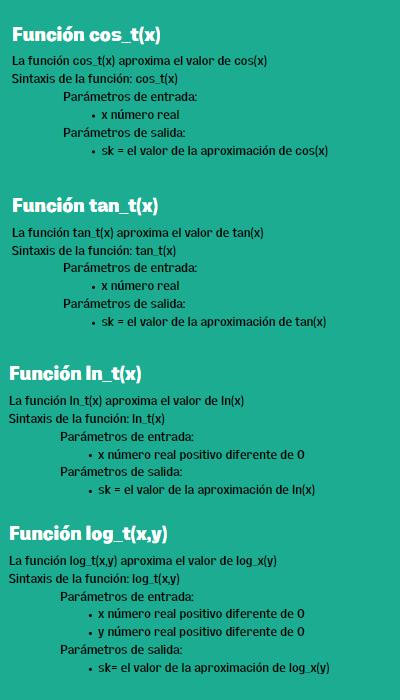 Función cos_t(x)
La función cos_t(x) aproxima el valor de cos(x)
Sintaxis de la función: cos_t(x)
Parámetros de entrada:
• x número real
Parámetros de salida:
• sk = el valor de la aproximación de cos(x)
Función tan_t(x)
La función tan_t(x) aproxima el valor de tan(x)
Sintaxis de la función: tan_t(x)
Parámetros de entrada:
• x número real
Parámetros de salida:
• sk = el valor de la aproximación de tan(x)
Función ln_t(x)
La función ln_t(x) aproxima el valor de ln(x)
Sintaxis de la función: ln_t(x)
Parámetros de entrada:
• x número real positivo diferente de 0
Parámetros de salida:
• sk = el valor de la aproximación de ln(x)
Función log_t(x,y)
La función log_t(x,y) aproxima el valor de log_x(y)
Sintaxis de la función: log_t(x,y)
Parámetros de entrada:
• x número real positivo diferente de 0
• y número real positivo diferente de 0
Parámetros de salida:
• sk= el valor de la aproximación de log_x(y)